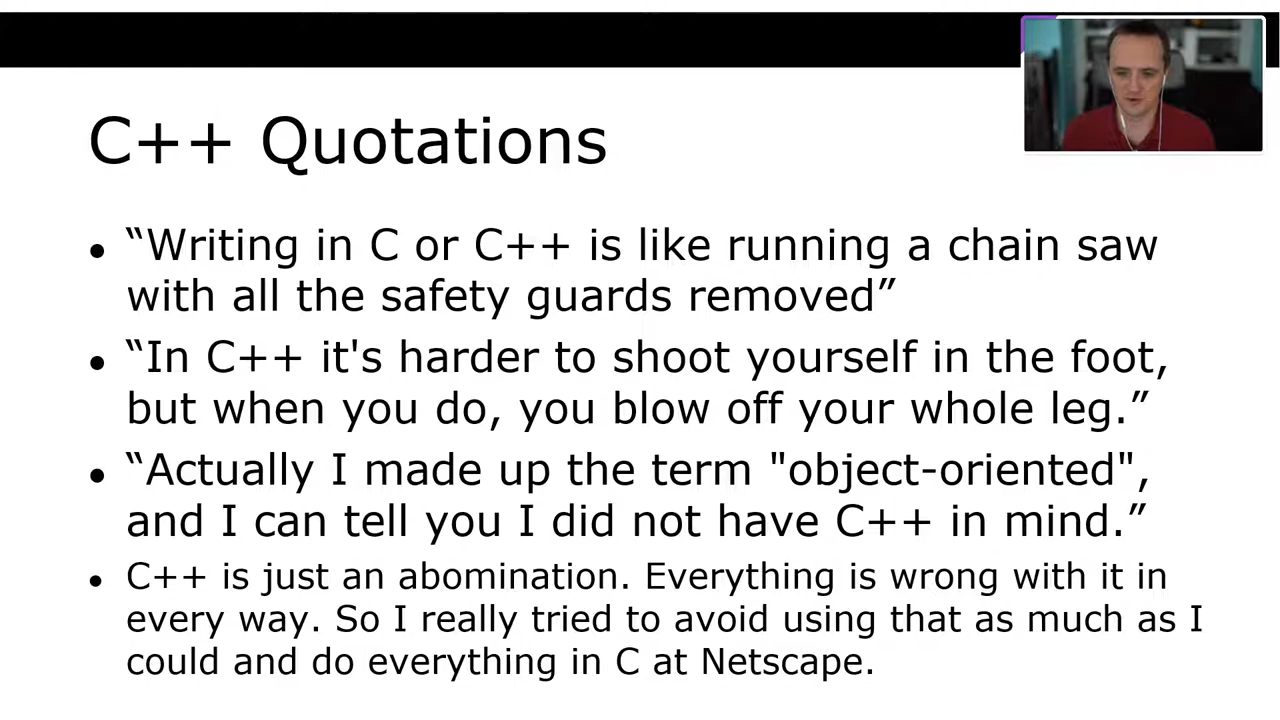 C++ Quotations
• “Writing in C or C++ is like running a chain saw
with all the safety guards removed”
• “In C++ it's harder to shoot yourself in the foot,
but when you do, you blow off your whole leg.”
• “Actually I made up the term "object-oriented",
and I can tell you I did not have C++ in mind.”
• C++ is just an abomination. Everything is wrong with it in
every way. So I really tried to avoid using that as much as I
could and do everything in C at Netscape.